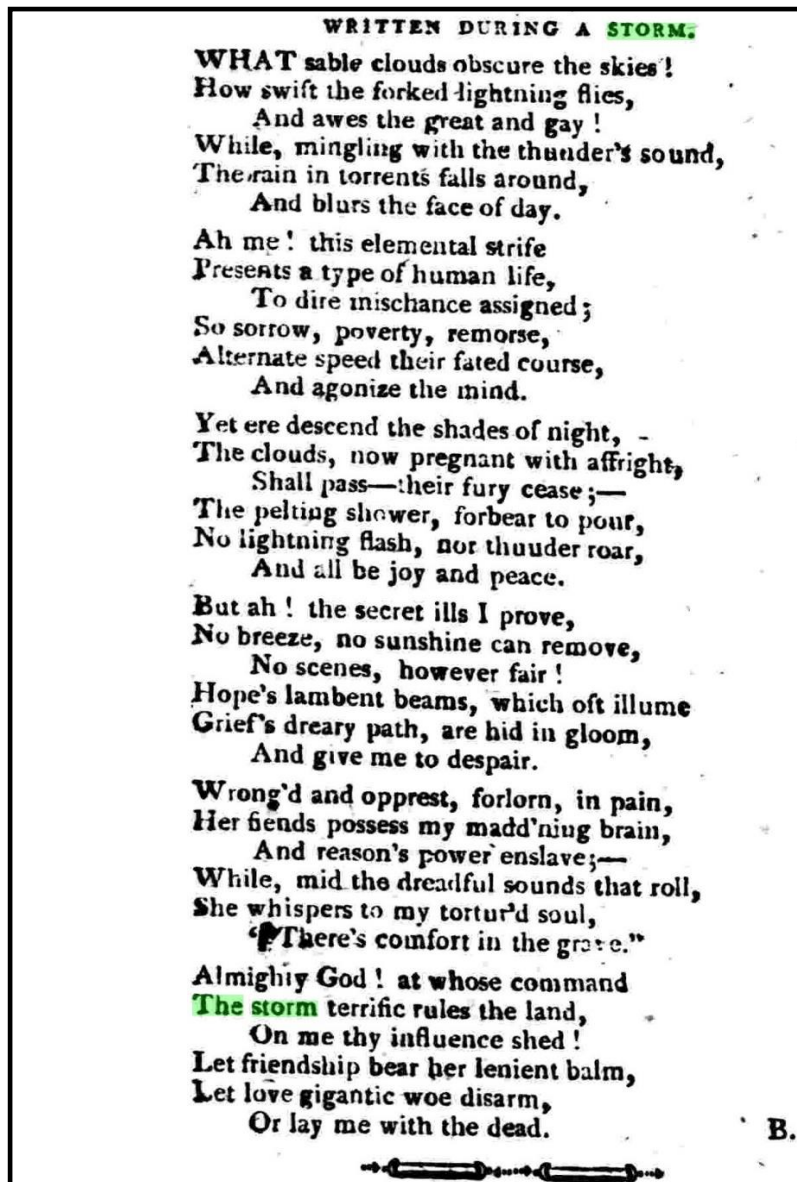 WRITTEN DURING A STORM.
WHAT sable clouds obscure the skies !
How swift the forked lightning flies,
And awes the great and gay !
While, mingling with the thunder's sound,
The rain in torrents falls around,
And blurs the face of day.
Ah me ! this elemental strife
Presents a type of human life,
To dire mischance assigned ;
So sorrow, poverty, remorse,
Alternate speed their fated course,
And agonize the mind.
Yet ere descend the shades of night,
The clouds, now pregnant with affright,
Shall pass—their fury cease ;—
The pelting shower, forbear to pour,
No lightning flash, nor thuuder roar,
And all be joy and peace.
But ah ! the secret ills I prove,
No breeze, no sunshine can remove,
No scenes, however fair !
Hope's lambent beams, which oft illume
Grief's dreary path, are hid in gloom,
And give me to despair.
Wrong'd and opprest, forlorn, in pain,
Her fiends possess my madd'niug brain,
And reason's power enslave;—
While, mid the dreadful sounds that roll,
She whispers to my tortur'd soul,
"There's comfort in the grave."
Almighty God ! at whose command
The storm terrific rules the land,
On me thy influence shed !
Let friendship bear her lenient balm,
Let love gigantic woe disarm,
Or lay me with the dead.
B.